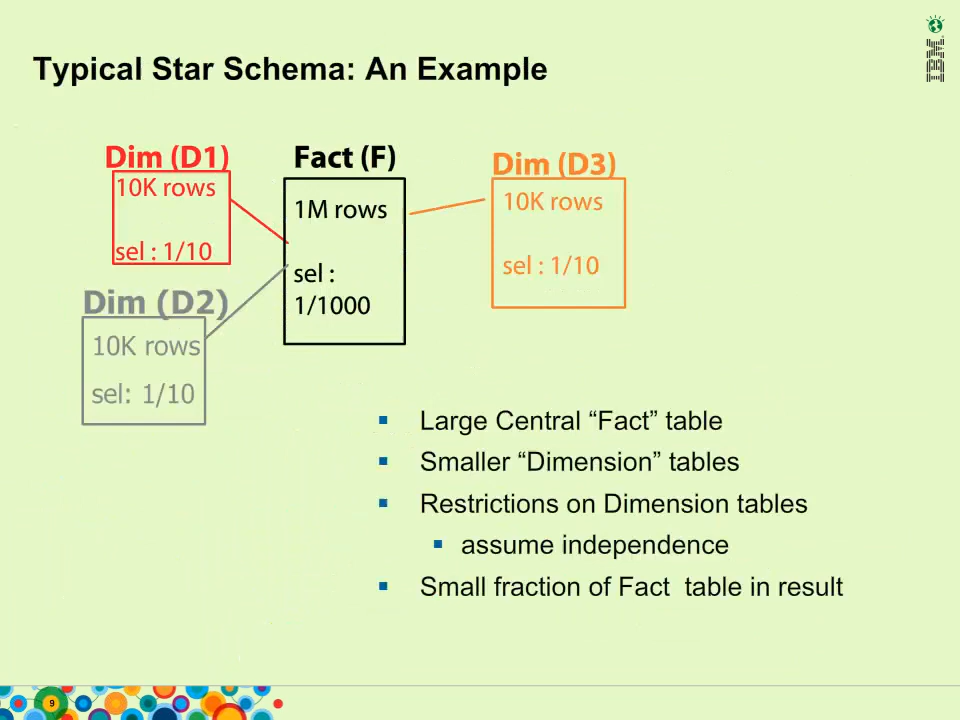 IBM
Typical Star Schema: An Example
Dim (D1)
10K rows
sel : 1/10
Dim (D2)
10K rows
sel: 1/10
Fact (F)
1M rows
sel :
1/1000
Dim (D3)
10K rows
sel : 1/10
Large Central “Fact” table
Smaller “Dimension” tables
Restrictions on Dimension tables
assume independence
Small fraction of Fact  table in result
9